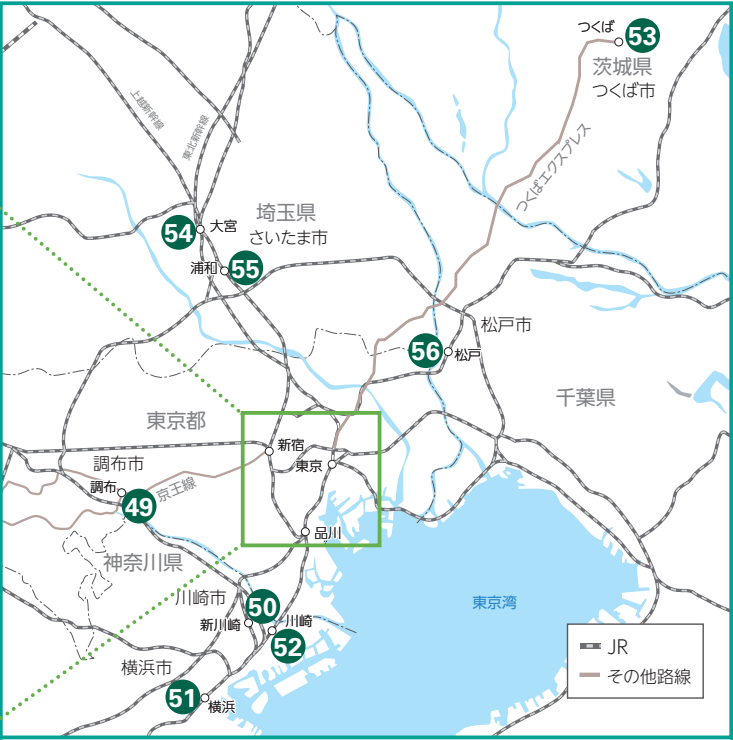 つくば
53
茨城県
つくば市
上越新幹線
東北新幹線
つくばエクスプレス
埼玉県
さいたま市
54
大宮
浦和
55
松戸市
56
松戸
千葉県
東京都
新宿
東京
調布市
調布
京王線
49
品川
神奈川県
川崎市
50
新川崎
川崎
52
東京湾
横浜市
51
横浜
JR
その他路線